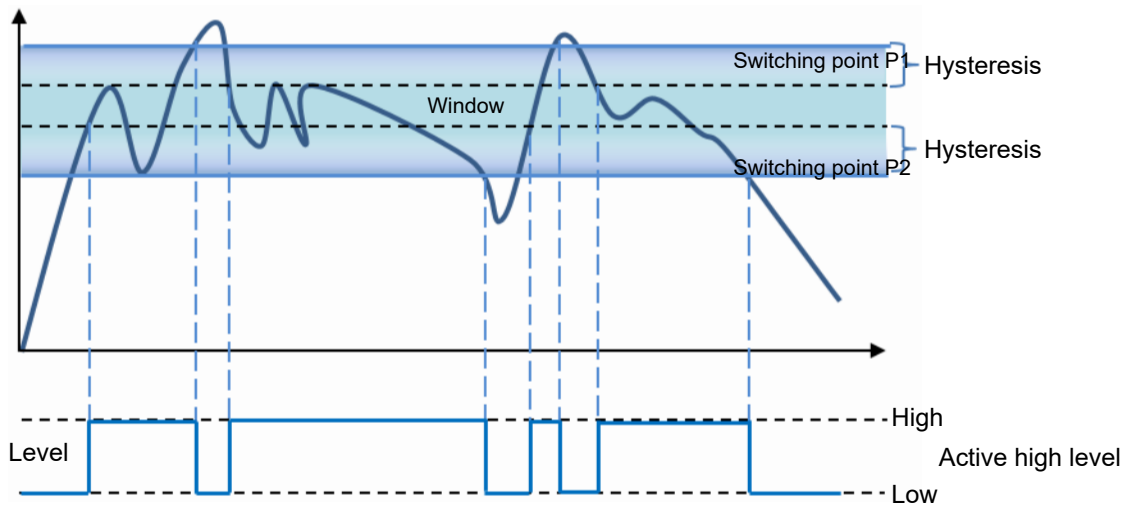 Switching point P1
Hysteresis
Window
Hysteresis
Switching point P2
High
Level
Active high level
Low